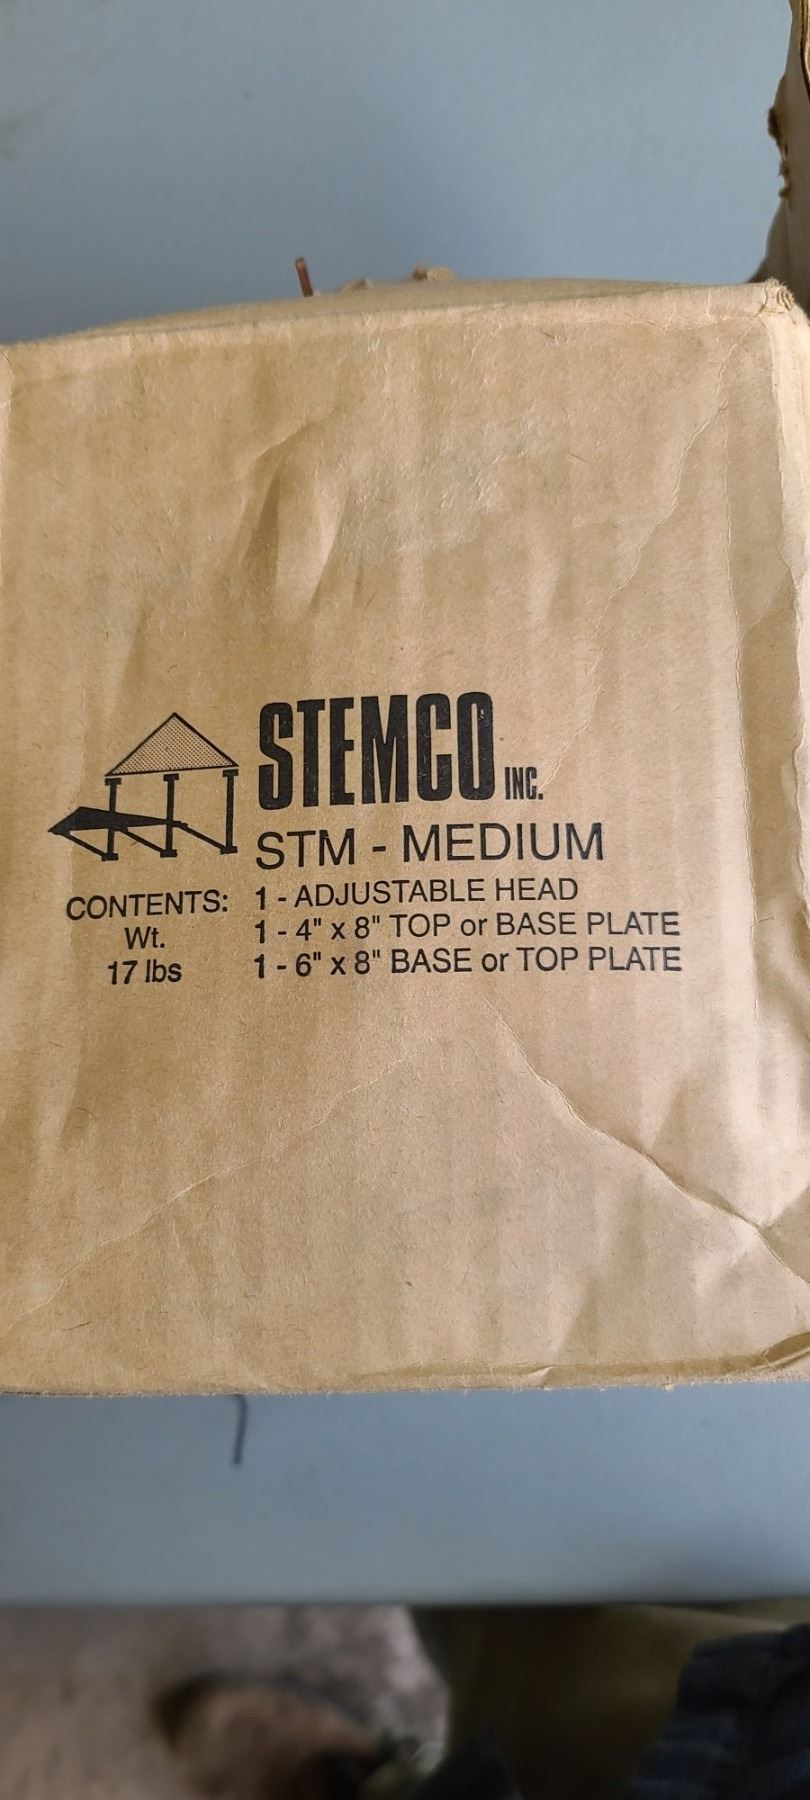 STEMCO INC.
STM - MEDIUM
CONTENTS: 1 - ADJUSTABLE HEAD
Wt. 1 - 4" x 8" TOP or BASE PLATE
17 lbs 1 - 6" x 8" BASE or TOP PLATE